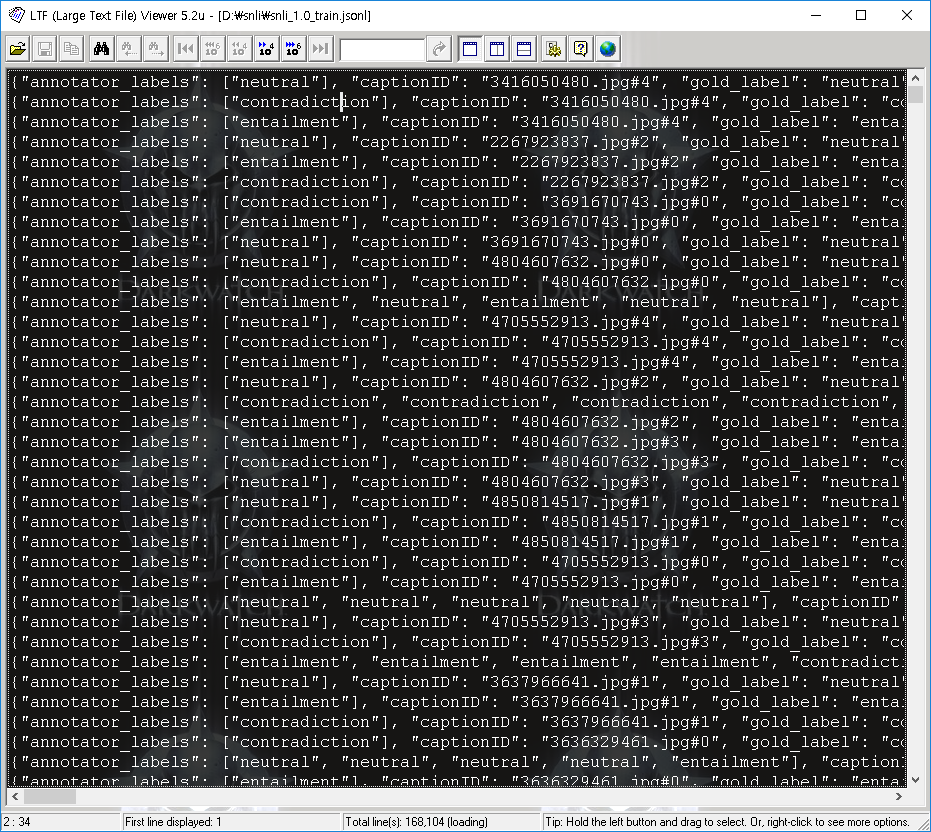 LTF (Large Text File) Viewer 5.2u - [D:₩snli₩snli_1.0_train.jsonl]
{"annotator_labels": ["neutral"], "captionID": "3416050480.jpg#4", "gold_label": "neutral"
{"annotator_labels": ["contradiction"], "captionID": "3416050480.jpg#4", "gold_label": "co
{"annotator_labels": ["entailment"], "captionID": "3416050480.jpg#4", "gold_label": "entai
{"annotator_labels": ["neutral"], "captionID": "2267923837.jpg#2", "gold_label": "neutral"
{"annotator_labels": ["entailment"], "captionID": "2267923837.jpg#2", "gold_label": "entai
{"annotator_labels": ["contradiction"], "captionID": "2267923837.jpg#2", "gold_label": "co
{"annotator_labels": ["contradiction"], "captionID": "3691670743.jpg#0", "gold_label": "co
{"annotator_labels": ["entailment"], "captionID": "3691670743.jpg#0", "gold_label": "entai
{"annotator_labels": ["neutral"], "captionID": "3691670743.jpg#0", "gold_label": "neutral"
{"annotator_labels": ["neutral"], "captionID": "4804607632.jpg#0", "gold_label": "neutral"
{"annotator_labels": ["contradiction"], "captionID": "4804607632.jpg#0", "gold_label": "co
{"annotator_labels": ["entailment", "neutral", "entailment", "neutral", "neutral"], "capti
{"annotator_labels": ["neutral"], "captionID": "4705552913.jpg#4", "gold_label": "neutral"
{"annotator_labels": ["contradiction"], "captionID": "4705552913.jpg#4", "gold_label": "co
{"annotator_labels": ["entailment"], "captionID": "4705552913.jpg#4", "gold_label": "entai
{"annotator_labels": ["neutral"], "captionID": "4804607632.jpg#2", "gold_label": "neutral"
{"annotator_labels": ["contradiction", "contradiction", "contradiction", "contradiction",
{"annotator_labels": ["entailment"], "captionID": "4804607632.jpg#2", "gold_label": "entai
{"annotator_labels": ["entailment"], "captionID": "4804607632.jpg#3", "gold_label": "entai
{"annotator_labels": ["contradiction"], "captionID": "4804607632.jpg#3", "gold_label": "co
{"annotator_labels": ["neutral"], "captionID": "4804607632.jpg#3", "gold_label": "neutral"
{"annotator_labels": ["neutral"], "captionID": "4850814517.jpg#1", "gold_label": "neutral"
{"annotator_labels": ["contradiction"], "captionID": "4850814517.jpg#1", "gold_label": "co
{"annotator_labels": ["entailment"], "captionID": "4850814517.jpg#1", "gold_label": "entai
{"annotator_labels": ["contradiction"], "captionID": "4705552913.jpg#0", "gold_label": "co
{"annotator_labels": ["entailment"], "captionID": "4705552913.jpg#0", "gold_label": "entai
{"annotator_labels": ["neutral", "neutral", "neutral", "neutral", "neutral"], "captionID"
{"annotator_labels": ["neutral"], "captionID": "4705552913.jpg#3", "gold_label": "neutral"
{"annotator_labels": ["contradiction"], "captionID": "4705552913.jpg#3", "gold_label": "co
{"annotator_labels": ["entailment", "entailment", "entailment", "entailment", "contradicti
{"annotator_labels": ["neutral"], "captionID": "3637966641.jpg#1", "gold_label": "neutral"
{"annotator_labels": ["entailment"], "captionID": "3637966641.jpg#1", "gold_label": "entai
{"annotator_labels": ["contradiction"], "captionID": "3637966641.jpg#1", "gold_label": "co
{"annotator_labels": ["contradiction"], "captionID": "3636329461.jpg#0", "gold_label": "co
{"annotator_labels": ["neutral", "neutral", "neutral", "neutral", "entailment"], "caption
{"annotator_labels": ["entailment"], "captionID": "3636329461.jpg#0", "gold_label": "entai
2 : 34 First line displayed: 1 Total line(s): 168,104 (loading) Tip: Hold the left button and drag to select. Or, right-click to see more options.